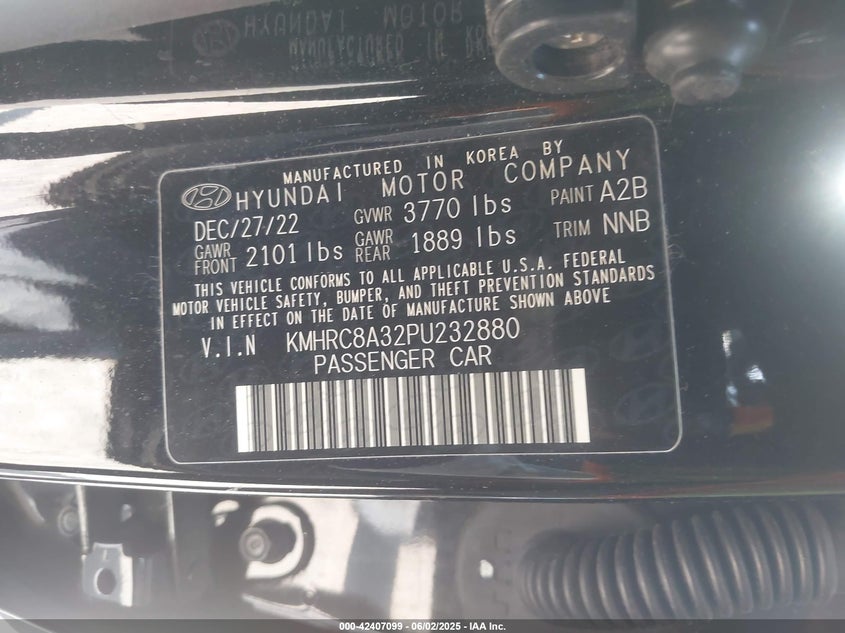 MANUFACTURED IN KOREA BY
HYUNDAI MOTOR COMPANY
DEC/27/22 GVWR 3770 lbs PAINT A2B
GAWR FRONT 2101 lbs GAWR REAR 1889 lbs TRIM NNB
THIS VEHICLE CONFORMS TO ALL APPLICABLE U.S.A. FEDERAL
MOTOR VEHICLE SAFETY, BUMPER, AND THEFT PREVENTION STANDARDS
IN EFFECT ON THE DATE OF MANUFACTURE SHOWN ABOVE
V.I.N KMHRC8A32PU232880
PASSENGER CAR
000-42407099 - 06/02/2025 - IAA Inc.